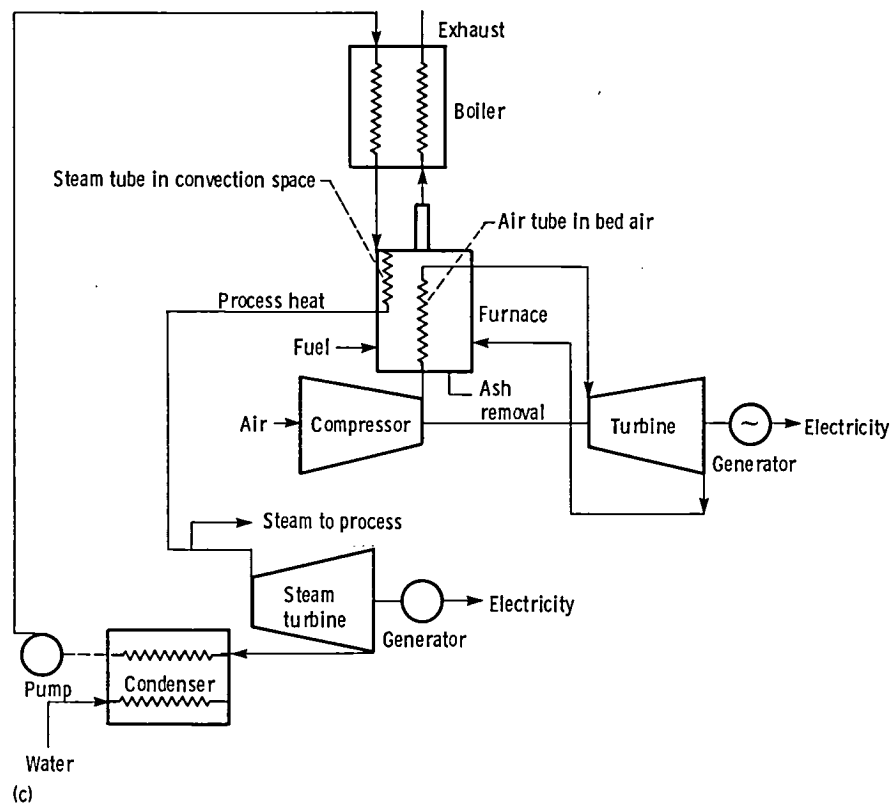 Exhaust
Boiler
Steam tube in convection space
Air tube in bed air
Process heat
Furnace
Fuel
Ash
removal
Air
Compressor
Turbine
~
Electricity
Generator
Steam to process
Steam
turbine
Electricity
Generator
Pump
Condenser
Water
(c)